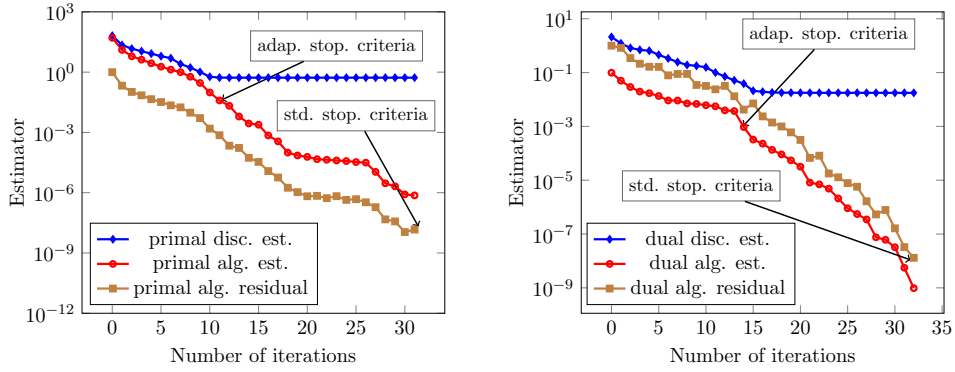 10^3
10^0
10^−3
10^−6
10^−9
10^−12
Estimator
adap. stop. criteria
std. stop. criteria
primal disc. est.
primal alg. est.
primal alg. residual
0 5 10 15 20 25 30
Number of iterations
10^1
10^−1
10^−3
10^−5
10^−7
10^−9
Estimator
adap. stop. criteria
std. stop. criteria
dual disc. est.
dual alg. est.
dual alg. residual
0 5 10 15 20 25 30 35
Number of iterations